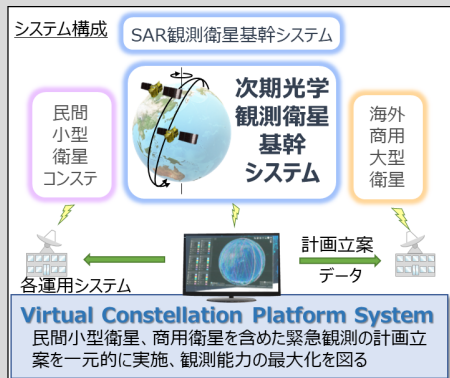 システム構成
SAR観測衛星基幹システム
民間
小型
衛星
コンステ
次期光学
観測衛星
基幹
システム
海外
商用
大型
衛星
計画立案
データ
各運用システム
Virtual Constellation Platform System
民間小型衛星、商用衛星を含めた緊急観測の計画立
案を一元的に実施、観測能力の最大化を図る